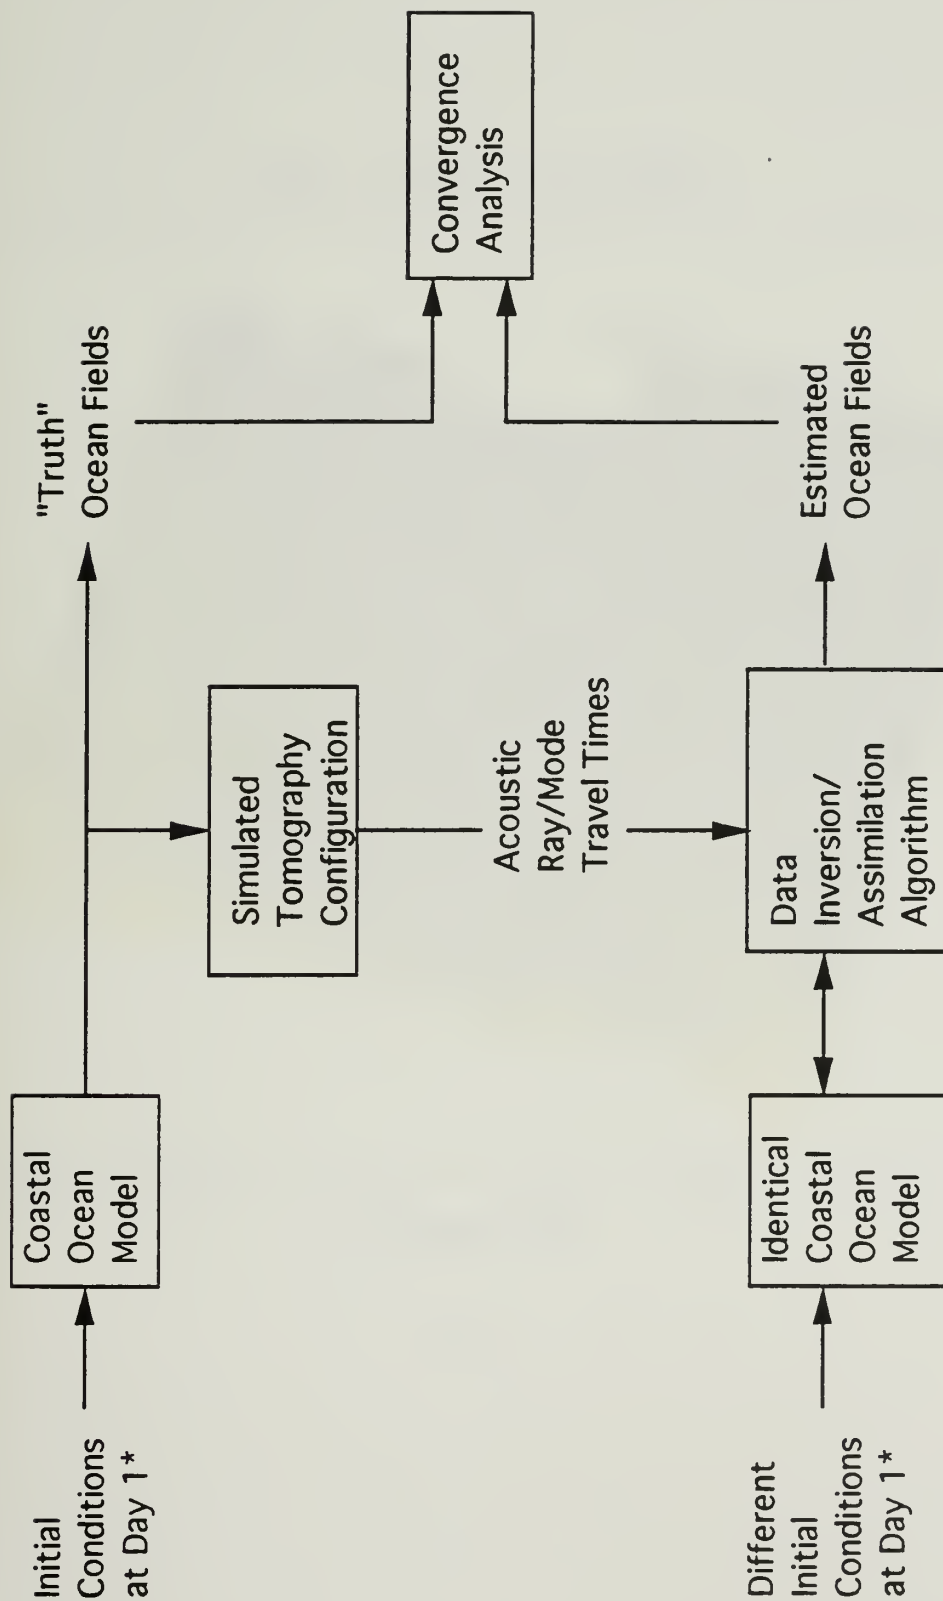 Initial
Conditions
at Day 1*
Coastal
Ocean
Model
"Truth"
Ocean Fields
Simulated
Tomography
Configuration
Acoustic
Ray/Mode
Travel Times
Convergence
Analysis
Different
Initial
Conditions
at Day 1*
Identical
Coastal
Ocean
Model
Data
Inversion/
Assimilation
Algorithm
Estimated
Ocean Fields